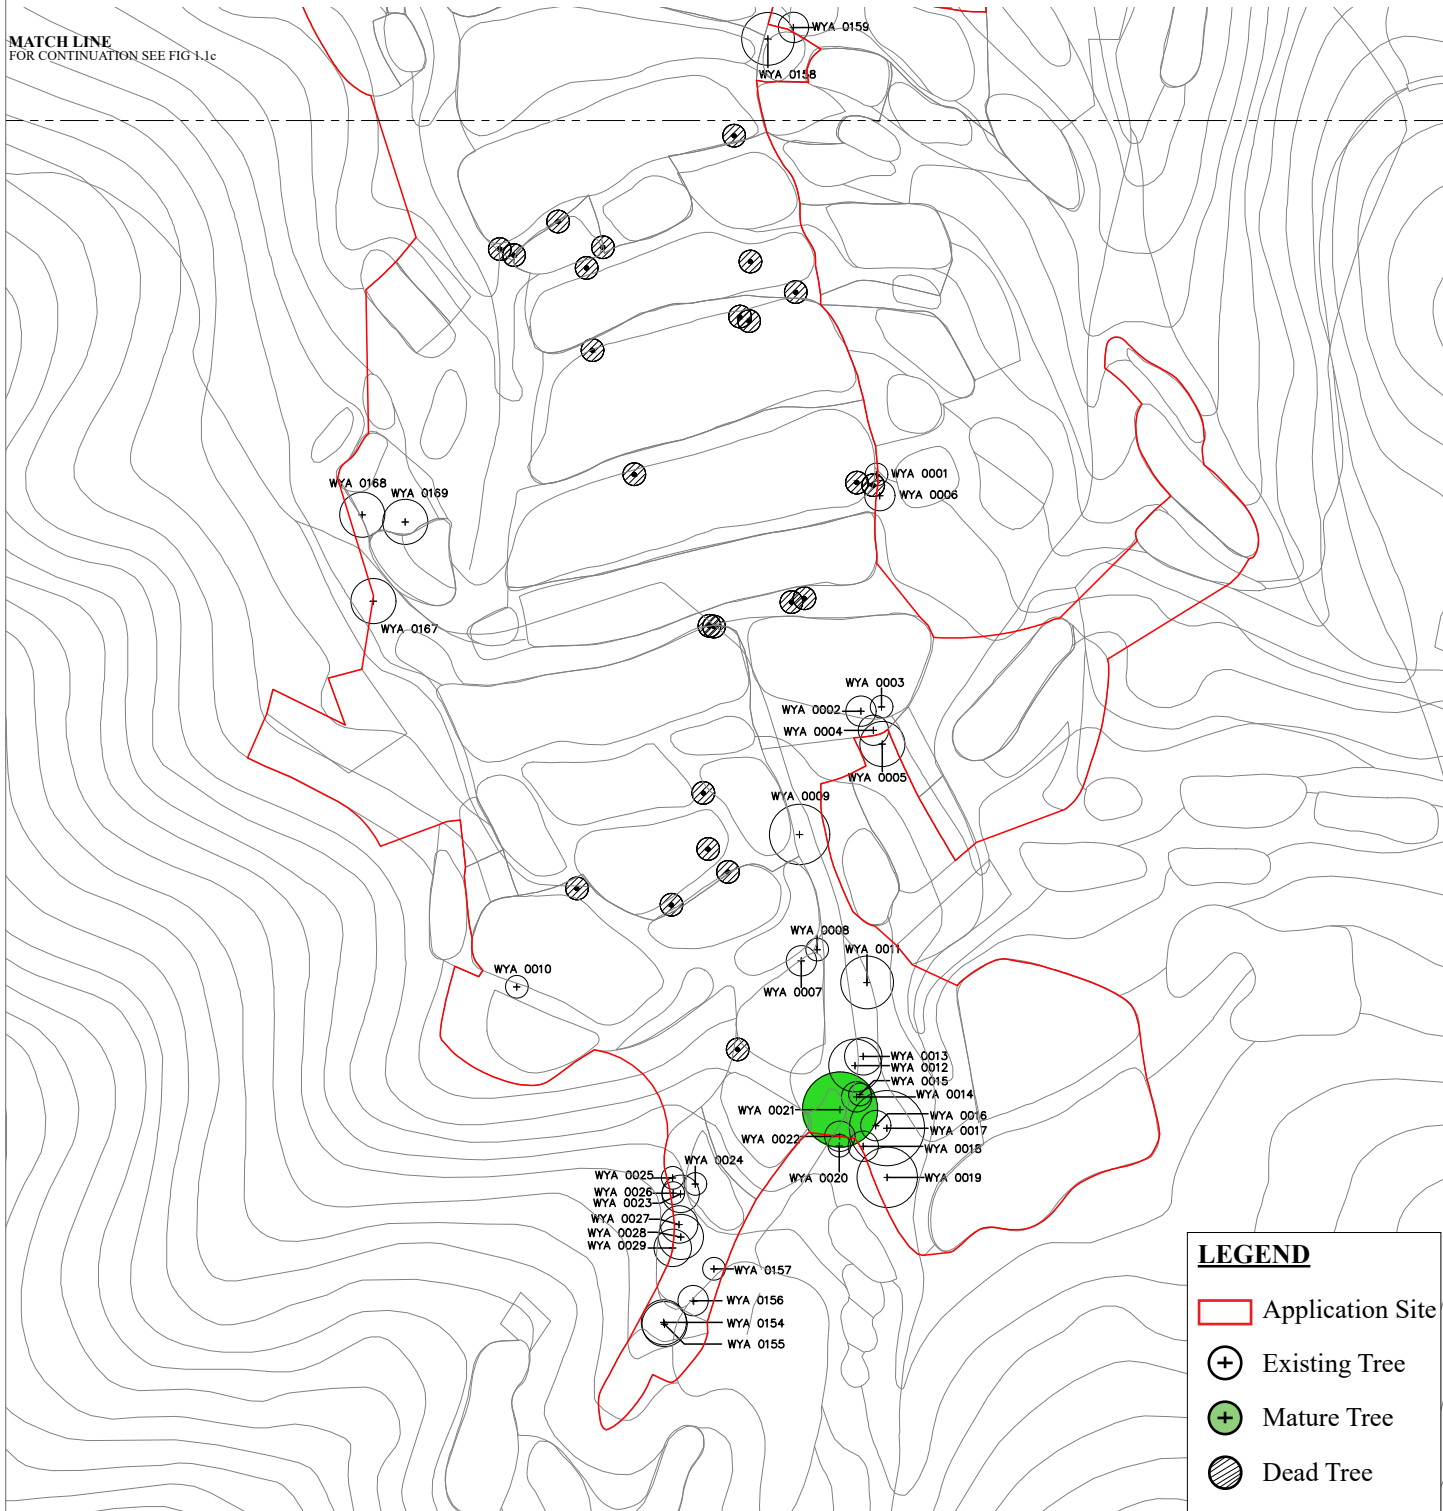 WYA 0159
MATCH LINE
FOR CONTINUATION SEE FIG 1.1c
WYA 0158
WYA 0001
WYA 0168
WYA 0169
WYA 0006
WYA 0167
WYA 0003
WYA 0002
WYA 0004
WYA 0005
WYA 0009
WYA 0008
WYA 0011
WYA 0010
WYA 0007
WYA 0013
WYA 0012
WYA 0015
WYA 0014
WYA 0021
WYA 0016
WYA 0017
WYA 0022
WYA 0018
WYA 0024
WYA 0025
WYA 0020
WYA 0019
WYA 0026
WYA 0023
WYA 0027
WYA 0028
WYA 0029
WYA 0157
WYA 0156
WYA 0154
WYA 0155
LEGEND
Application Site
Existing Tree
Mature Tree
Dead Tree